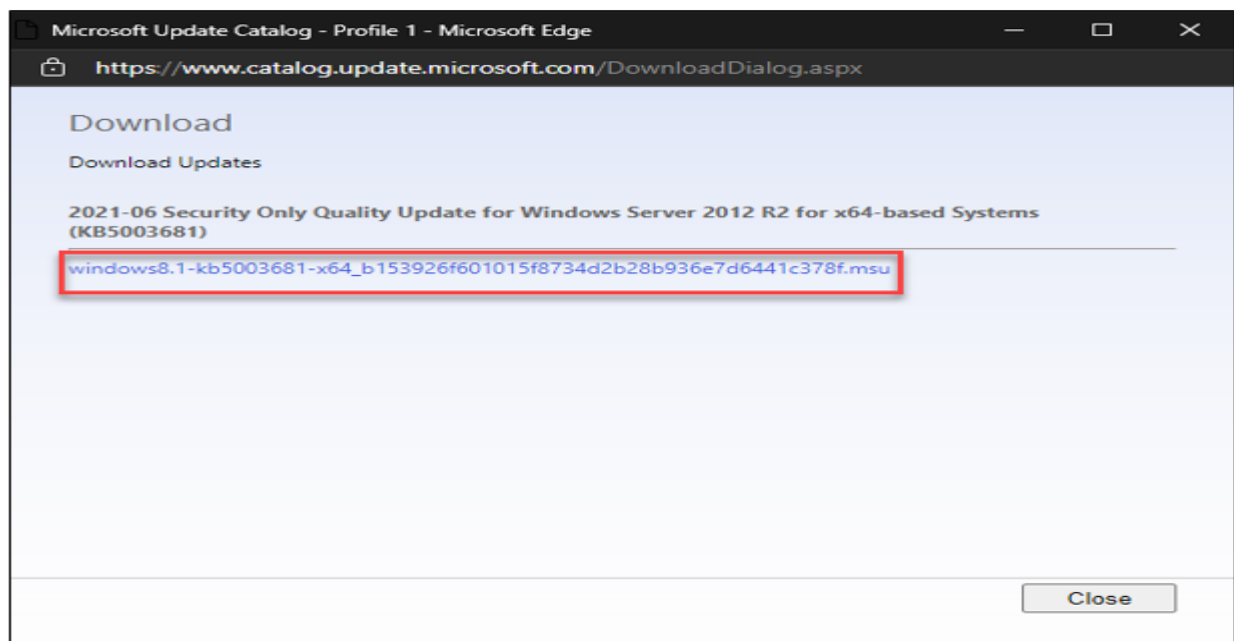 Microsoft Update Catalog - Profile 1 - Microsoft Edge
https://www.catalog.update.microsoft.com/DownloadDialog.aspx
Download
Download Updates
2021-06 Security Only Quality Update for Windows Server 2012 R2 for x64-based Systems
(KB5003681)
windows8.1-kb5003681-x64_b153926f601015f8734d2b28b936e7d6441c378f.msu
Close